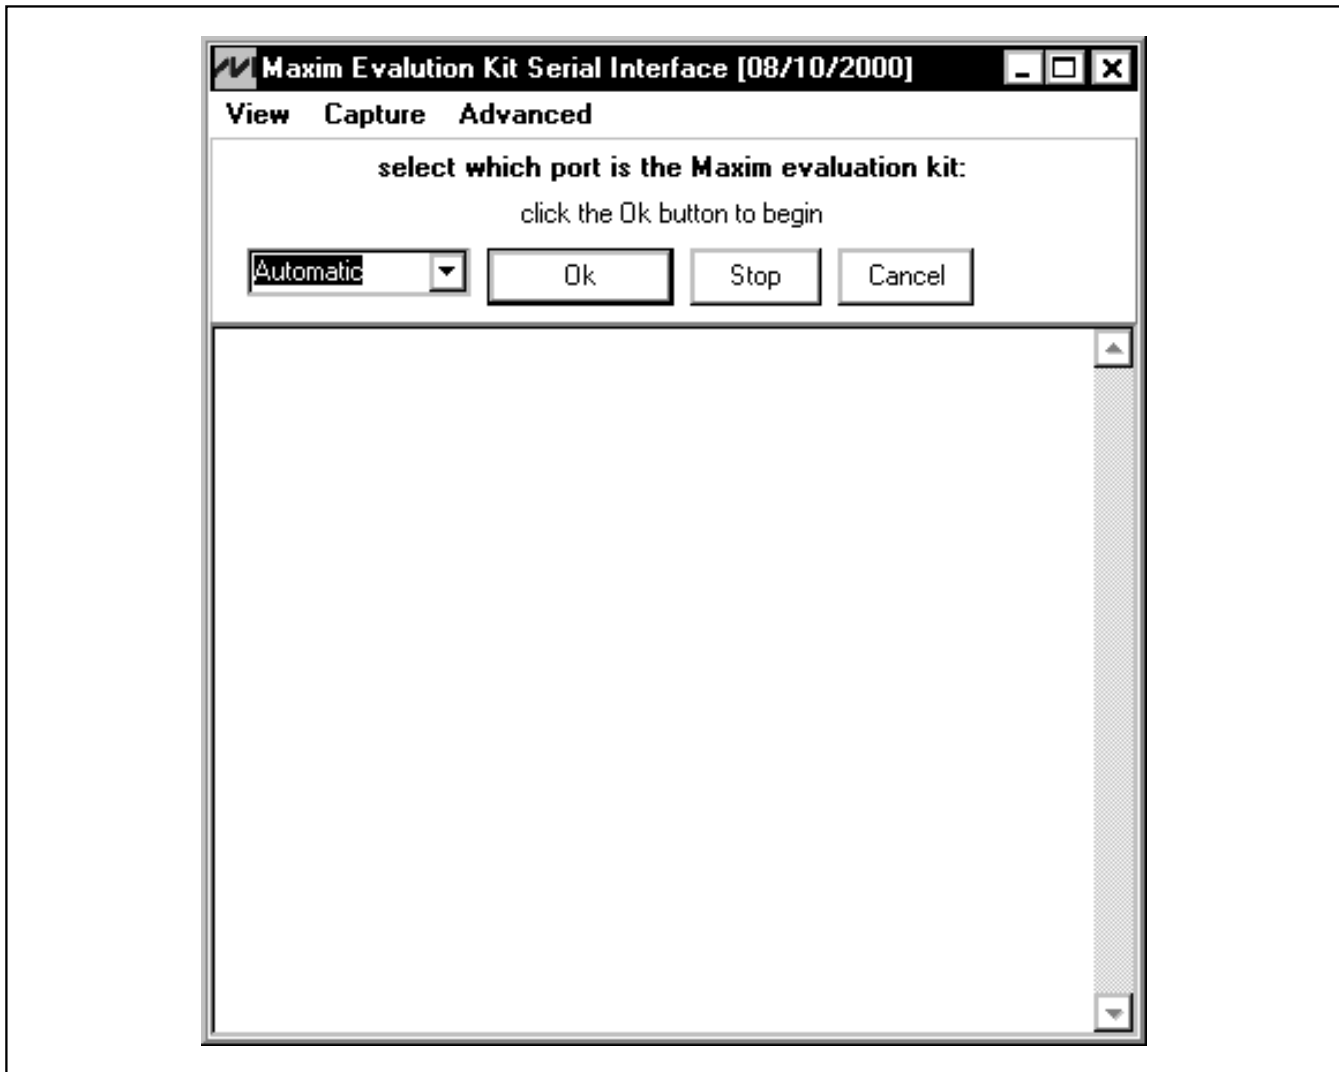 Maxim Evalution Kit Serial Interface [08/10/2000]
View Capture Advanced
select which port is the Maxim evaluation kit:
click the Ok button to begin
Automatic Ok Stop Cancel